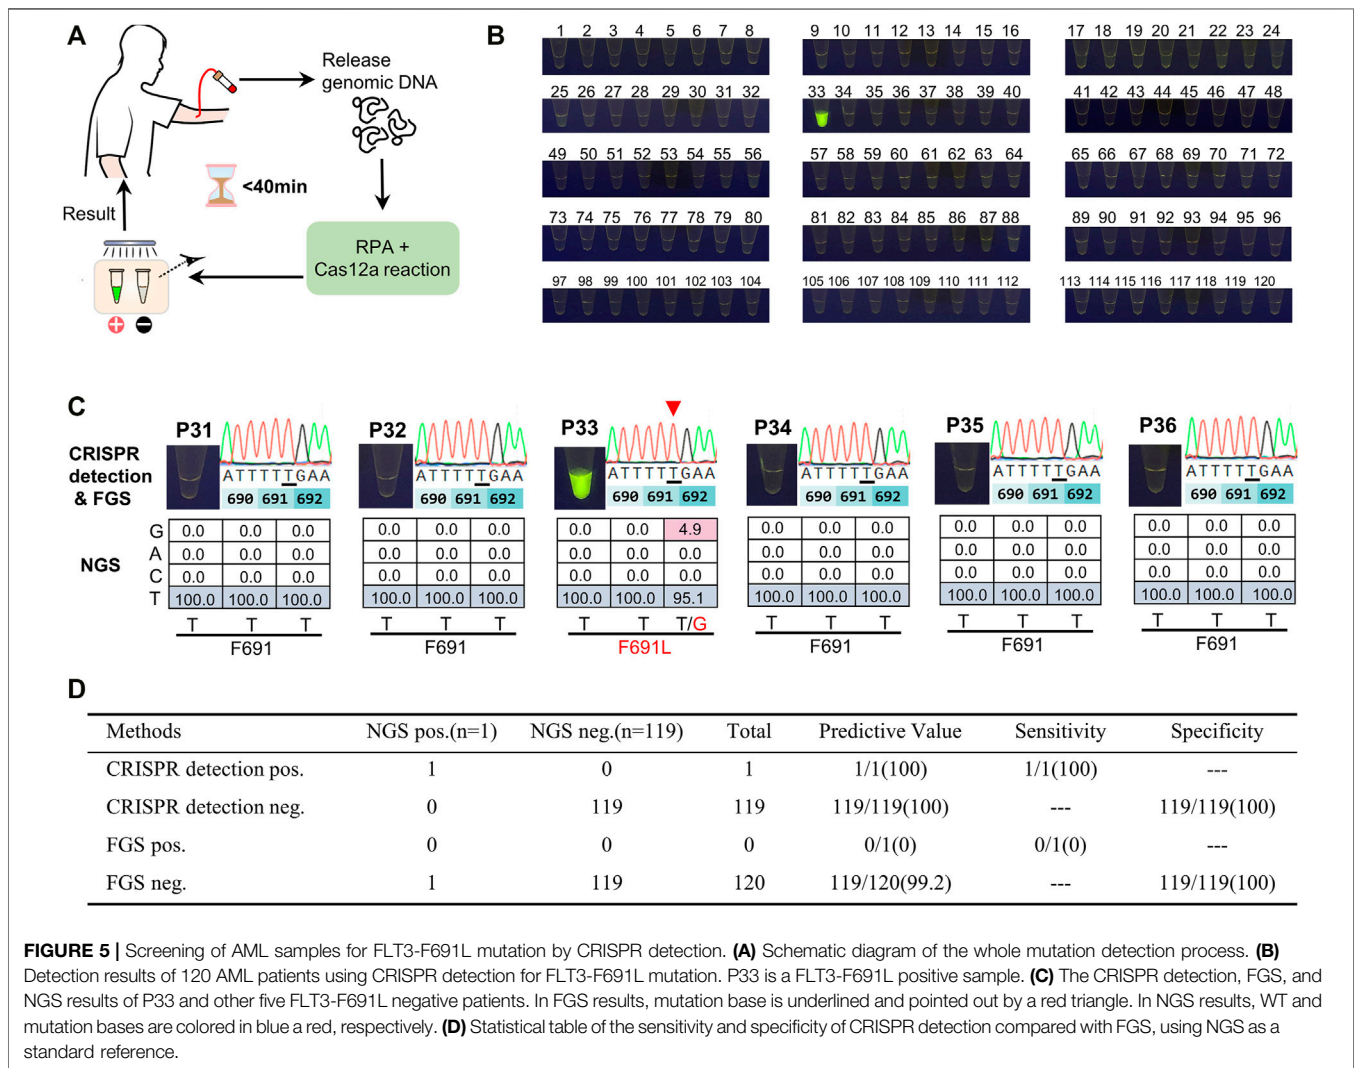 A
Release
genomic DNA
<40min
Result
RPA +
Cas12a reaction
B
1 2 3 4 5 6 7 8
9 10 11 12 13 14 15 16
17 18 19 20 21 22 23 24
25 26 27 28 29 30 31 32
33 34 35 36 37 38 39 40
41 42 43 44 45 46 47 48
49 50 51 52 53 54 55 56
57 58 59 60 61 62 63 64
65 66 67 68 69 70 71 72
73 74 75 76 77 78 79 80
81 82 83 84 85 86 87 88
89 90 91 92 93 94 95 96
97 98 99 100 101 102 103 104
105 106 107 108 109 110 111 112
113 114 115 116 117 118 119 120
C
CRISPR
detection
& FGS
P31 P32 P33 P34 P35 P36
ATTTTTGAA ATTTTTGAA ATTTTTGAA ATTTTTGAA ATTTTTGAA ATTTTTGAA
690 691 692 690 691 692 690 691 692 690 691 692 690 691 692 690 691 692
NGS
G 0.0 0.0 0.0 0.0 0.0 0.0 0.0 0.0 4.9 0.0 0.0 0.0 0.0 0.0 0.0 0.0 0.0 0.0
A 0.0 0.0 0.0 0.0 0.0 0.0 0.0 0.0 0.0 0.0 0.0 0.0 0.0 0.0 0.0 0.0 0.0 0.0
C 0.0 0.0 0.0 0.0 0.0 0.0 0.0 0.0 0.0 0.0 0.0 0.0 0.0 0.0 0.0 0.0 0.0 0.0
T 100.0 100.0 100.0 100.0 100.0 100.0 100.0 100.0 95.1 100.0 100.0 100.0 100.0 100.0 100.0 100.0 100.0 100.0
T T T T T T T T T/G T T T T T T T T T
F691 F691 F691L F691 F691 F691
D
Methods NGS pos.(n=1) NGS neg.(n=119) Total Predictive Value Sensitivity Specificity
CRISPR detection pos. 1 0 1 1/1(100) 1/1(100) ---
CRISPR detection neg. 0 119 119 119/119(100) --- 119/119(100)
FGS pos. 0 0 0 0/1(0) 0/1(0) ---
FGS neg. 1 119 120 119/120(99.2) --- 119/119(100)
FIGURE 5 | Screening of AML samples for FLT3-F691L mutation by CRISPR detection. (A) Schematic diagram of the whole mutation detection process. (B)
Detection results of 120 AML patients using CRISPR detection for FLT3-F691L mutation. P33 is a FLT3-F691L positive sample. (C) The CRISPR detection, FGS, and
NGS results of P33 and other five FLT3-F691L negative patients. In FGS results, mutation base is underlined and pointed out by a red triangle. In NGS results, WT and
mutation bases are colored in blue a red, respectively. (D) Statistical table of the sensitivity and specificity of CRISPR detection compared with FGS, using NGS as a
standard reference.